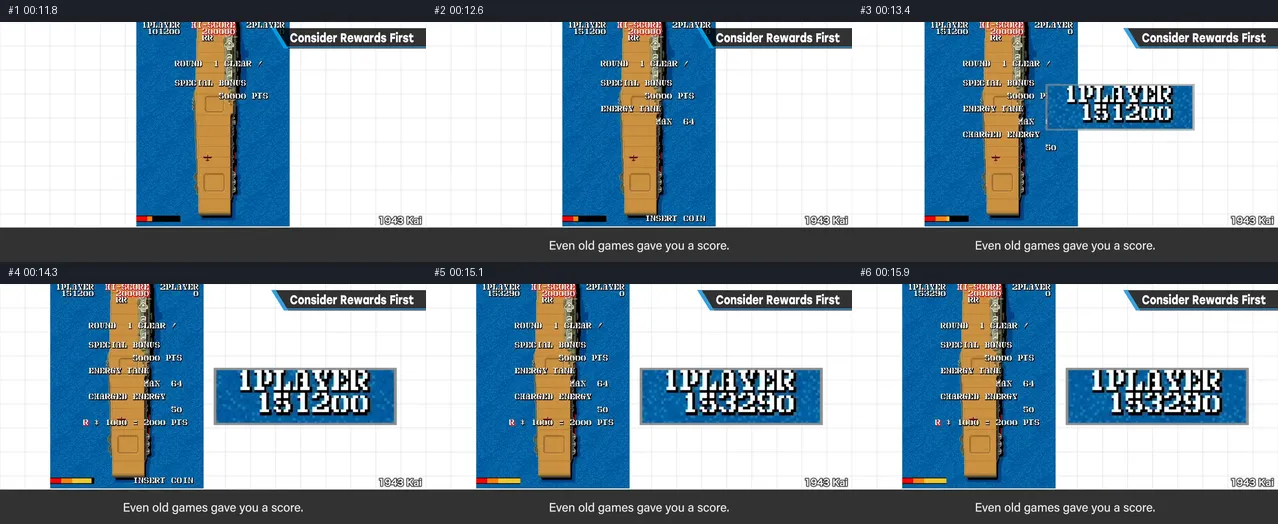 #1 00:11.8
1PLAYER HI-SCORE 2PLAYER
101200 200000
RR
Consider Rewards First
ROUND 1 CLEAR /
SPECIAL BONUS
50000 PTS
1943 Kai
#2 00:12.6
1PLAYER HI-SCORE 2PLAYER
151200 200000 0
RR
Consider Rewards First
ROUND 1 CLEAR /
SPECIAL BONUS
50000 PTS
ENERGY TANK
MAX 64
INSERT COIN
1943 Kai
Even old games gave you a score.
#3 00:13.4
1PLAYER HI-SCORE 2PLAYER
151200 200000 0
RR
Consider Rewards First
ROUND 1 CLEAR /
SPECIAL BONUS
50000 P
ENERGY TANK
MAX
CHARGED ENERGY
50
1PLAYER
151200
1943 Kai
Even old games gave you a score.
#4 00:14.3
1PLAYER HI-SCORE 2PLAYER
151200 200000 0
RR
Consider Rewards First
ROUND 1 CLEAR /
SPECIAL BONUS
50000 PTS
ENERGY TANK
MAX 64
CHARGED ENERGY
50
R * 1000 = 2000 PTS
INSERT COIN
1PLAYER
151200
1943 Kai
Even old games gave you a score.
#5 00:15.1
1PLAYER HI-SCORE 2PLAYER
153290 200000 0
RR
Consider Rewards First
ROUND 1 CLEAR /
SPECIAL BONUS
50000 PTS
ENERGY TANK
MAX 64
CHARGED ENERGY
50
R * 1000 = 2000 PTS
1PLAYER
153290
1943 Kai
Even old games gave you a score.
#6 00:15.9
1PLAYER HI-SCORE 2PLAYER
153290 200000 0
RR
Consider Rewards First
ROUND 1 CLEAR /
SPECIAL BONUS
50000 PTS
ENERGY TANK
MAX 64
CHARGED ENERGY
50
R * 1000 = 2000 PTS
1PLAYER
153290
1943 Kai
Even old games gave you a score.